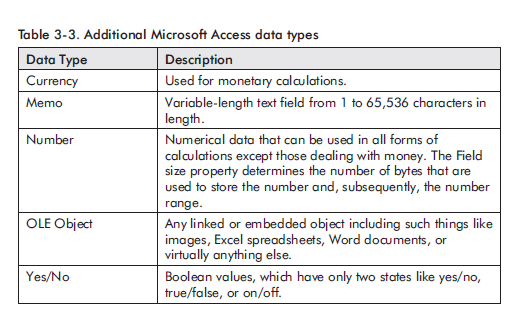 Table 3-3. Additional Microsoft Access data types
Data Type Description
Currency Used for monetary calculations.
Memo Variable-length text field from 1 to 65,536 characters in
length.
Number Numerical data that can be used in all forms of
calculations except those dealing with money. The Field
size property determines the number of bytes that are
used to store the number and, subsequently, the number
range.
OLE Object Any linked or embedded object including such things like
images, Excel spreadsheets, Word documents, or
virtually anything else.
Yes/No Boolean values, which have only two states like yes/no,
true/false, or on/off.